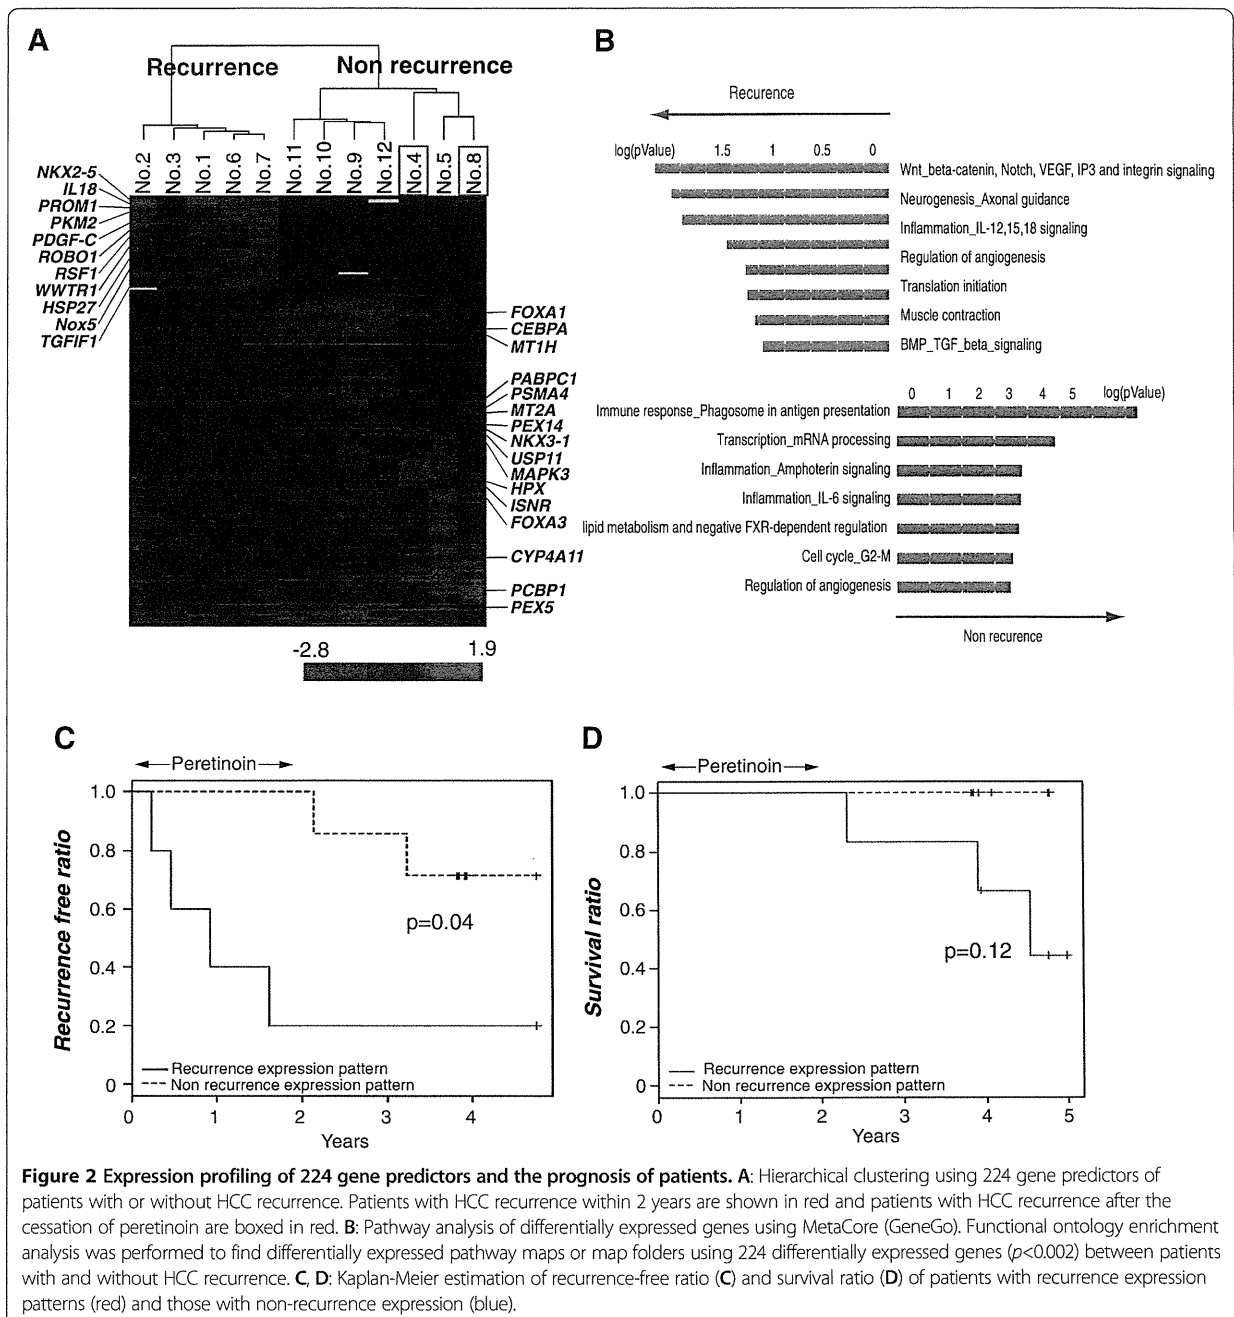 A
Recurrence
Non recurrence
No.2
No.3
No.1
No.6
No.7
No.11
No.10
No.9
No.12
No.4
No.5
No.8
NKX2-5
IL18
PROM1
PKM2
PDGF-C
ROBO1
RSF1
WWTR1
HSP27
Nox5
TGFIF1
FOXA1
CEBPA
MT1H
PABPC1
PSMA4
MT2A
PEX14
NKX3-1
USP11
MAPK3
HPX
ISNR
FOXA3
CYP4A11
PCBP1
PEX5
-2.8 1.9
B
Recurence
log(pValue) 1.5 1 0.5 0
Wnt_beta-catenin, Notch, VEGF, IP3 and integrin signaling
Neurogenesis_Axonal guidance
Inflammation_IL-12,15,18 signaling
Regulation of angiogenesis
Translation initiation
Muscle contraction
BMP_TGF_beta_signaling
0 1 2 3 4 5 log(pValue)
Immune response_Phagosome in antigen presentation
Transcription_mRNA processing
Inflammation_Amphoterin signaling
Inflammation_IL-6 signaling
lipid metabolism and negative FXR-dependent regulation
Cell cycle_G2-M
Regulation of angiogenesis
Non recurence
C
Peretinoin
Recurrence free ratio
1.0
0.8
0.6
0.4
0.2
0
p=0.04
Recurrence expression pattern
Non recurrence expression pattern
0 1 2 3 4
Years
D
Peretinoin
Survival ratio
1.0
0.8
0.6
0.4
0.2
0
p=0.12
Recurrence expression pattern
Non recurrence expression pattern
0 1 2 3 4 5
Years
Figure 2 Expression profiling of 224 gene predictors and the prognosis of patients. A: Hierarchical clustering using 224 gene predictors of
patients with or without HCC recurrence. Patients with HCC recurrence within 2 years are shown in red and patients with HCC recurrence after the
cessation of peretinoin are boxed in red. B: Pathway analysis of differentially expressed genes using MetaCore (GeneGo). Functional ontology enrichment
analysis was performed to find differentially expressed pathway maps or map folders using 224 differentially expressed genes (p<0.002) between patients
with and without HCC recurrence. C, D: Kaplan-Meier estimation of recurrence-free ratio (C) and survival ratio (D) of patients with recurrence expression
patterns (red) and those with non-recurrence expression (blue).